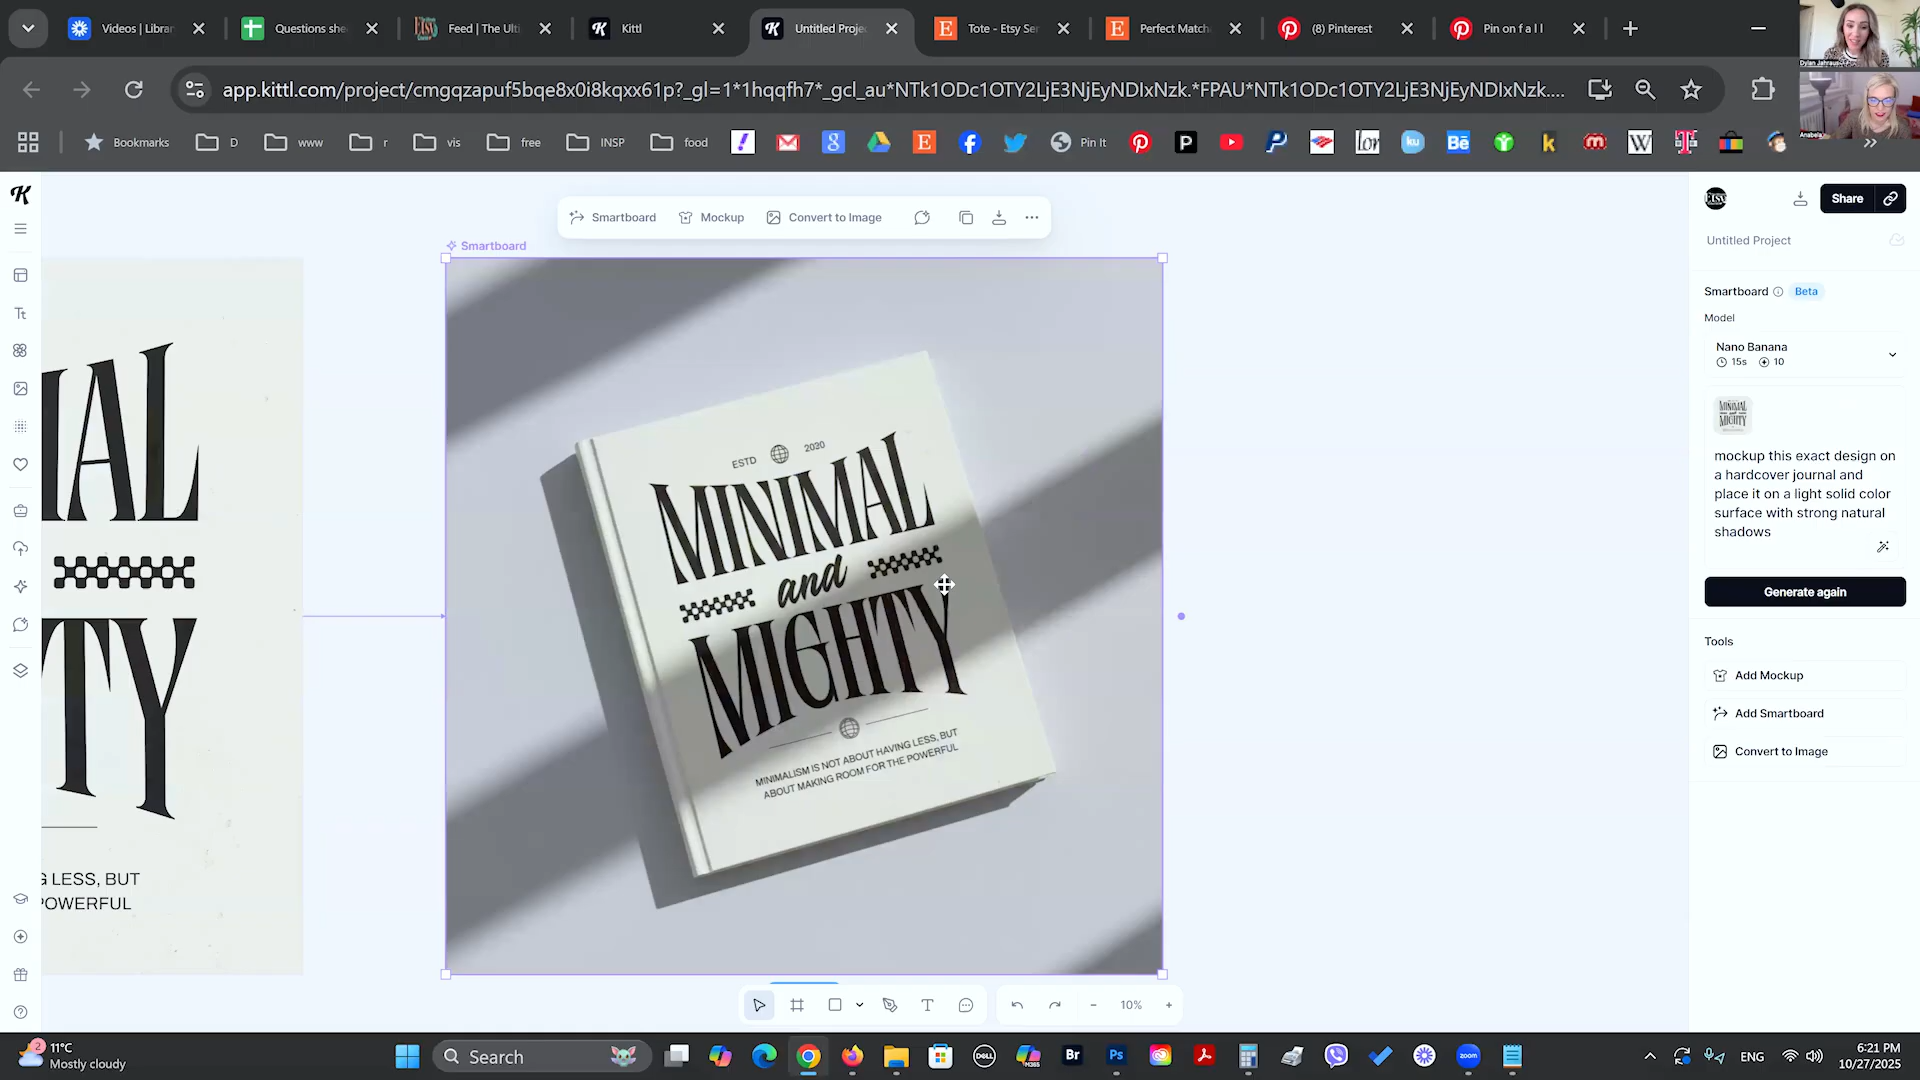 Videos | Librar
Questions she
Feed | The Ulti
Kittl
Untitled Proje
Tote - Etsy Ser
Perfect Match
(8) Pinterest
Pin on f a l l
app.kittl.com/project/cmgqzapuf5bqe8x0i8kqxx61p?_gl=1*1hqqfh7*_gcl_au*NTk1ODc1OTY2LjE3NjEyNDIxNzk.*FPAU*NTk1ODc1OTY2LjE3NjEyNDIxNzk....
Bookmarks
D
www
r
vis
free
INSP
food
Pin It
Smartboard
Mockup
Convert to Image
Smartboard
Share
Untitled Project
Smartboard
Beta
Model
Nano Banana
15s 10
mockup this exact design on
a hardcover journal and
place it on a light solid color
surface with strong natural
shadows
Generate again
Tools
Add Mockup
Add Smartboard
Convert to Image
ESTD 2030
MINIMAL
and
MIGHTY
MINIMALISM IS NOT ABOUT HAVING LESS, BUT
ABOUT MAKING ROOM FOR THE POWERFUL
LESS, BUT
POWERFUL
10%
11°C
Mostly cloudy
Search
ENG
6:21 PM
10/27/2025